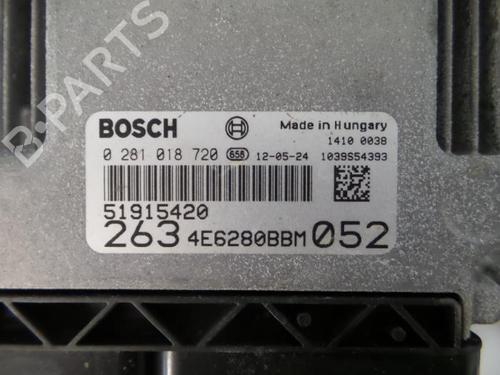 B-PARTS
BOSCH
Made in Hungary
1410 0038
0 281 018 720 658 12-05-24 1039S54393
51915420
263 4E6280BBM 052